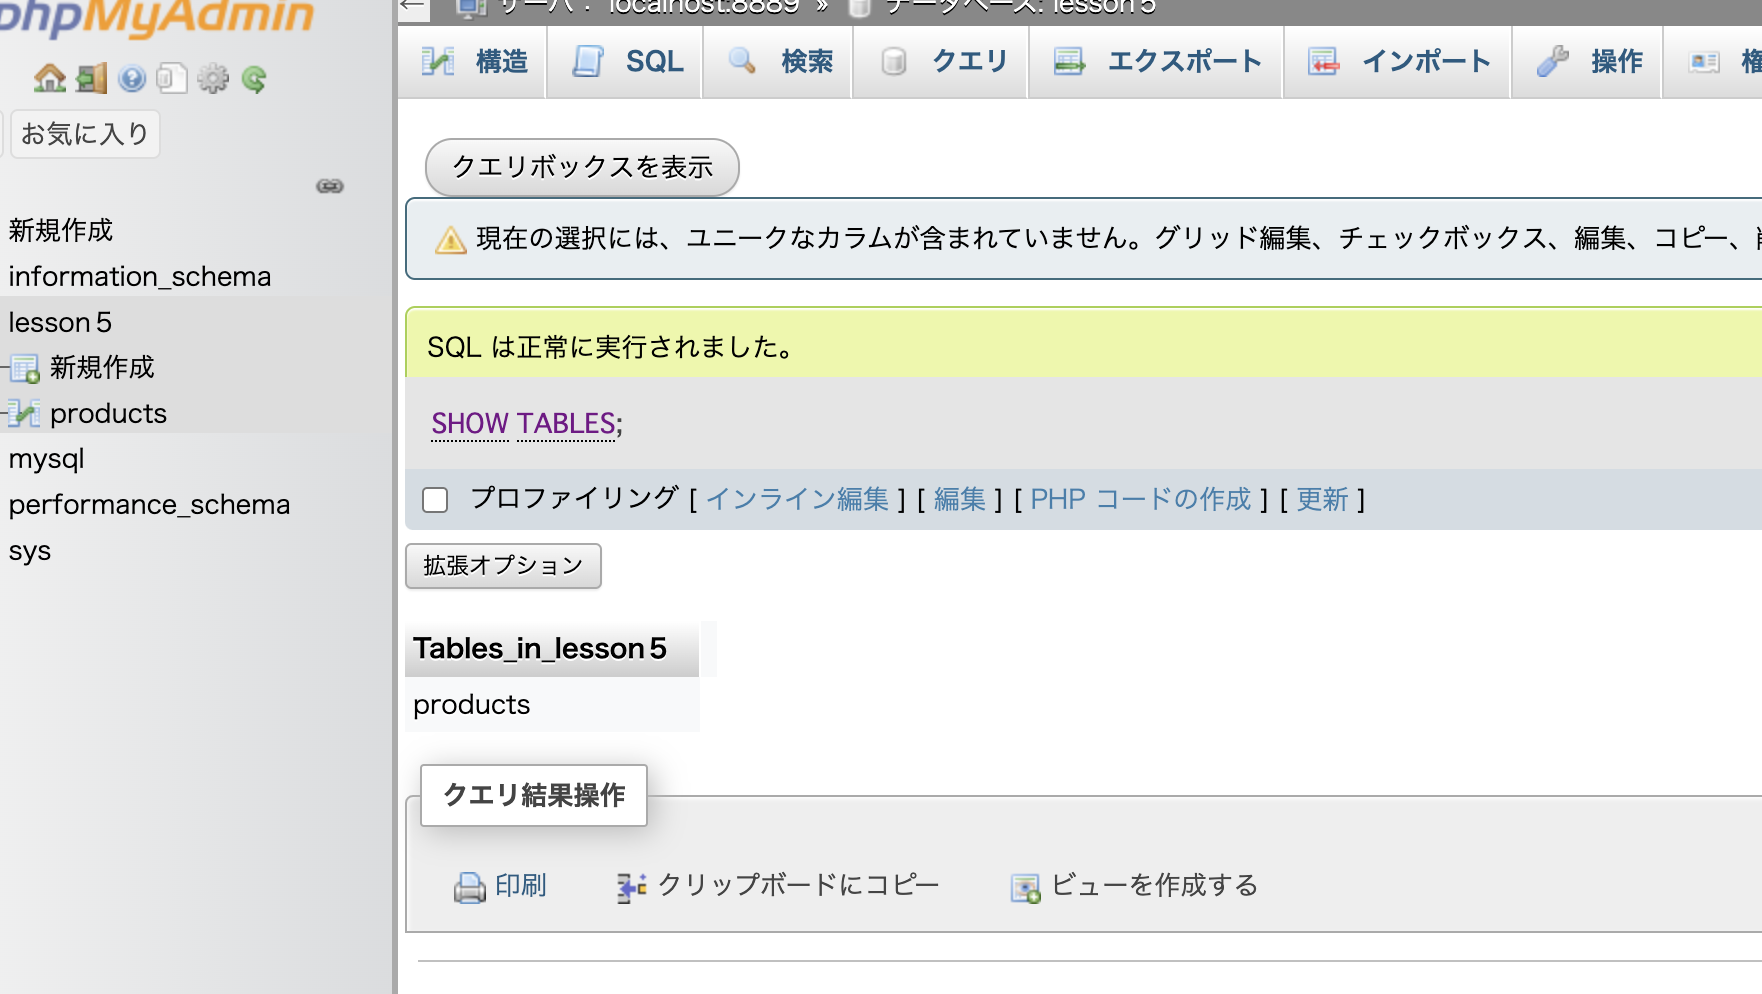 phpMyAdmin
お気に入り
新規作成
information_schema
lesson５
新規作成
products
mysql
performance_schema
sys
サーバ： localhost:8889 » データベース: lesson５
構造 SQL 検索 クエリ エクスポート インポート 操作
クエリボックスを表示
現在の選択には、ユニークなカラムが含まれていません。グリッド編集、チェックボックス、編集、コピー、
SQL は正常に実行されました。
SHOW TABLES;
プロファイリング [ インライン編集 ] [ 編集 ] [ PHP コードの作成 ] [ 更新 ]
拡張オプション
Tables_in_lesson５
products
クエリ結果操作
印刷 クリップボードにコピー ビューを作成する